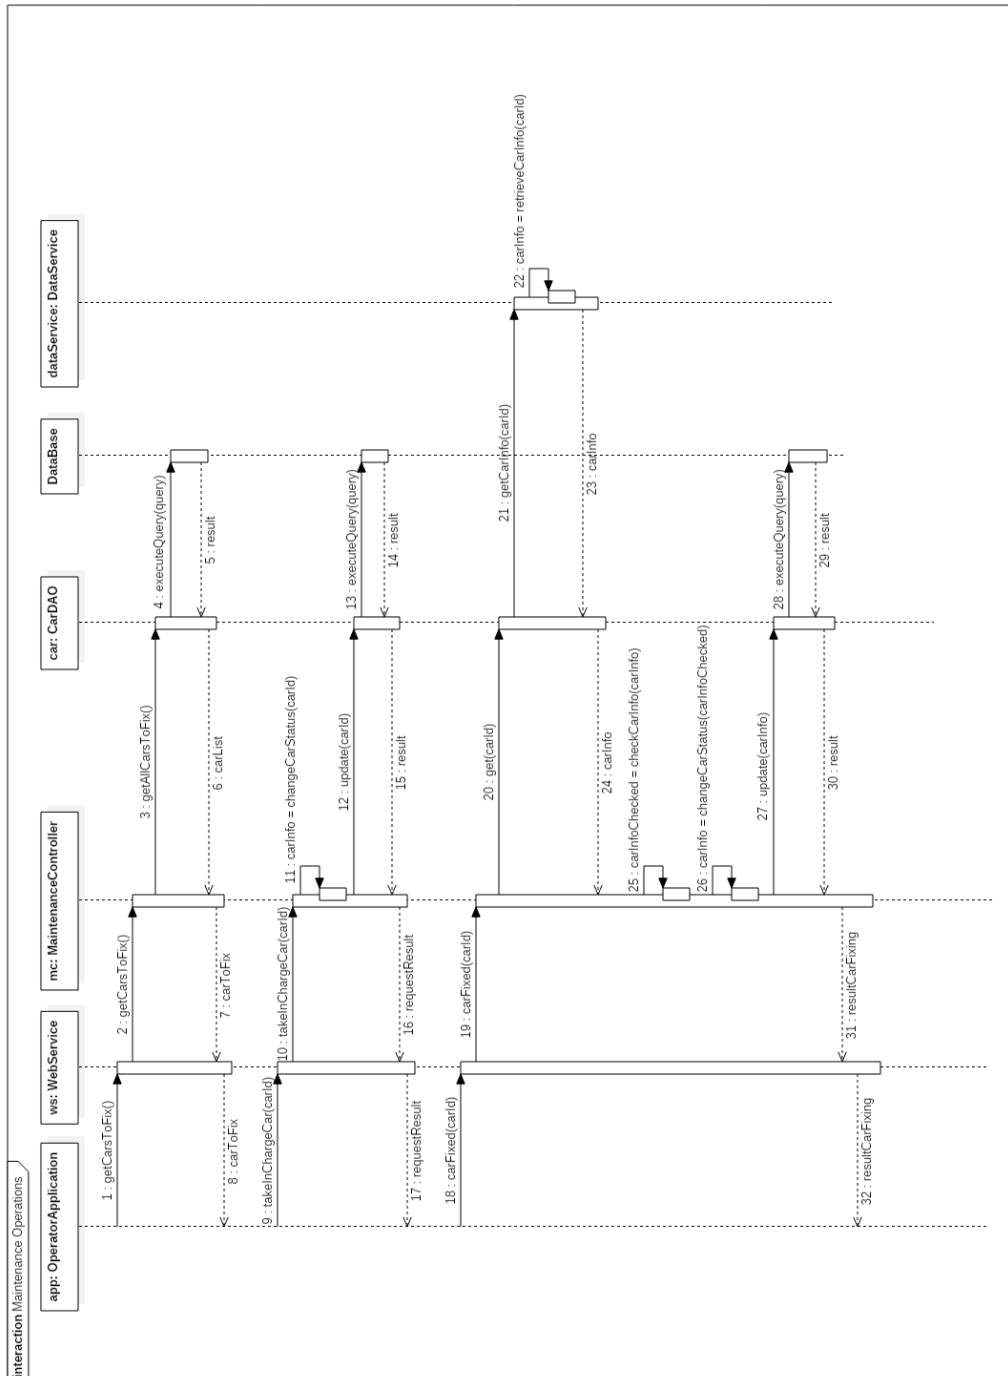 interaction Maintenance Operations
app: OperatorApplication
ws: WebService
mc: MaintenanceController
car: CarDAO
DataBase
dataService: DataService
1 : getCarsToFix()
2 : getCarsToFix()
3 : getAllCarsToFix()
4 : executeQuery(query)
5 : result
6 : carList
7 : carToFix
8 : carToFix
9 : takeInChargeCar(carId)
10 : takeInChargeCar(carId)
11 : carInfo = changeCarStatus(carId)
12 : update(carId)
13 : executeQuery(query)
14 : result
15 : result
16 : requestResult
17 : requestResult
18 : carFixed(carId)
19 : carFixed(carId)
20 : get(carId)
21 : getCarInfo(carId)
22 : carInfo = retrieveCarInfo(carId)
23 : carInfo
24 : carInfo
25 : carInfoChecked = checkCarInfo(carInfo)
26 : carInfo = changeCarStatus(carInfoChecked)
27 : update(carInfo)
28 : executeQuery(query)
29 : result
30 : result
31 : resultCarFixing
32 : resultCarFixing